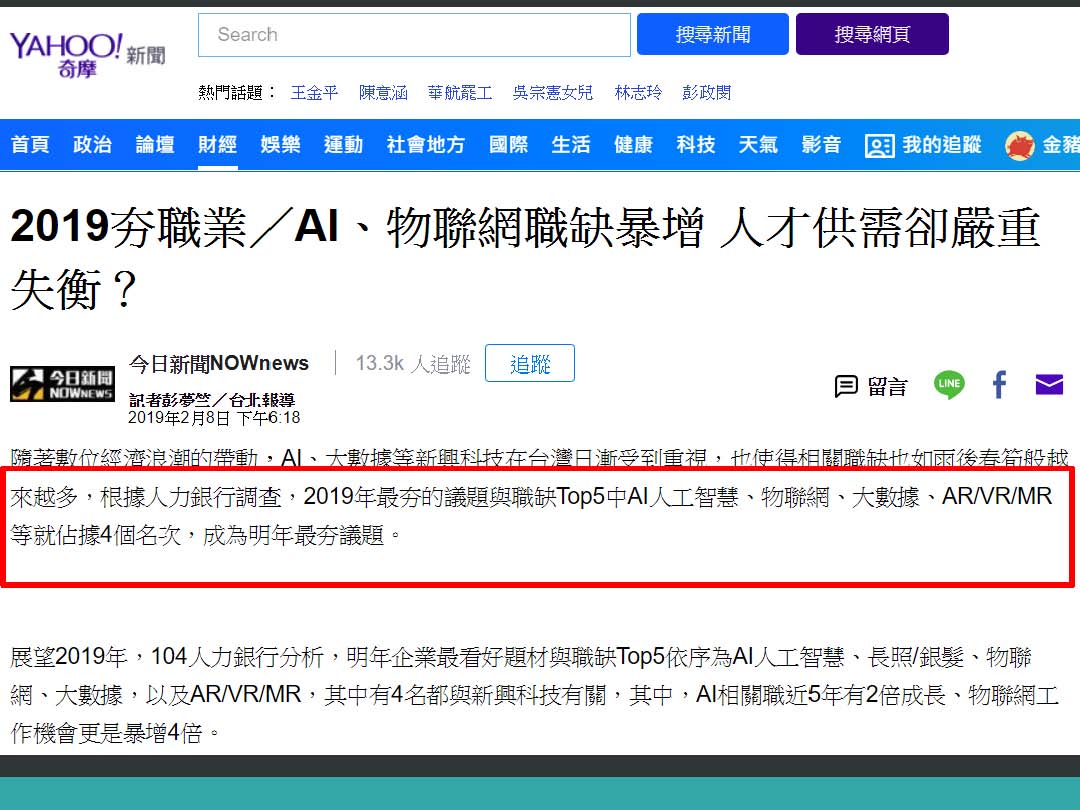 YAHOO! 新聞
奇摩
Search
搜尋新聞
搜尋網頁
熱門話題： 王金平 陳意涵 華航罷工 吳宗憲女兒 林志玲 彭政閔
首頁 政治 論壇 財經 娛樂 運動 社會地方 國際 生活 健康 科技 天氣 影音 我的追蹤 金豬
2019夯職業／AI、物聯網職缺暴增 人才供需卻嚴重
失衡？
今日新聞
NOWNEWS
今日新聞NOWnews
13.3k 人追蹤
追蹤
記者彭夢竺／台北報導
2019年2月8日 下午6:18
留言
LINE
隨著數位經濟浪潮的帶動，AI、大數據等新興科技在台灣日漸受到重視，也使得相關職缺也如雨後春筍般越
來越多，根據人力銀行調查，2019年最夯的議題與職缺Top5中AI人工智慧、物聯網、大數據、AR/VR/MR
等就佔據4個名次，成為明年最夯議題。
展望2019年，104人力銀行分析，明年企業最看好題材與職缺Top5依序為AI人工智慧、長照/銀髮、物聯
網、大數據，以及AR/VR/MR，其中有4名都與新興科技有關，其中，AI相關職近5年有2倍成長、物聯網工
作機會更是暴增4倍。